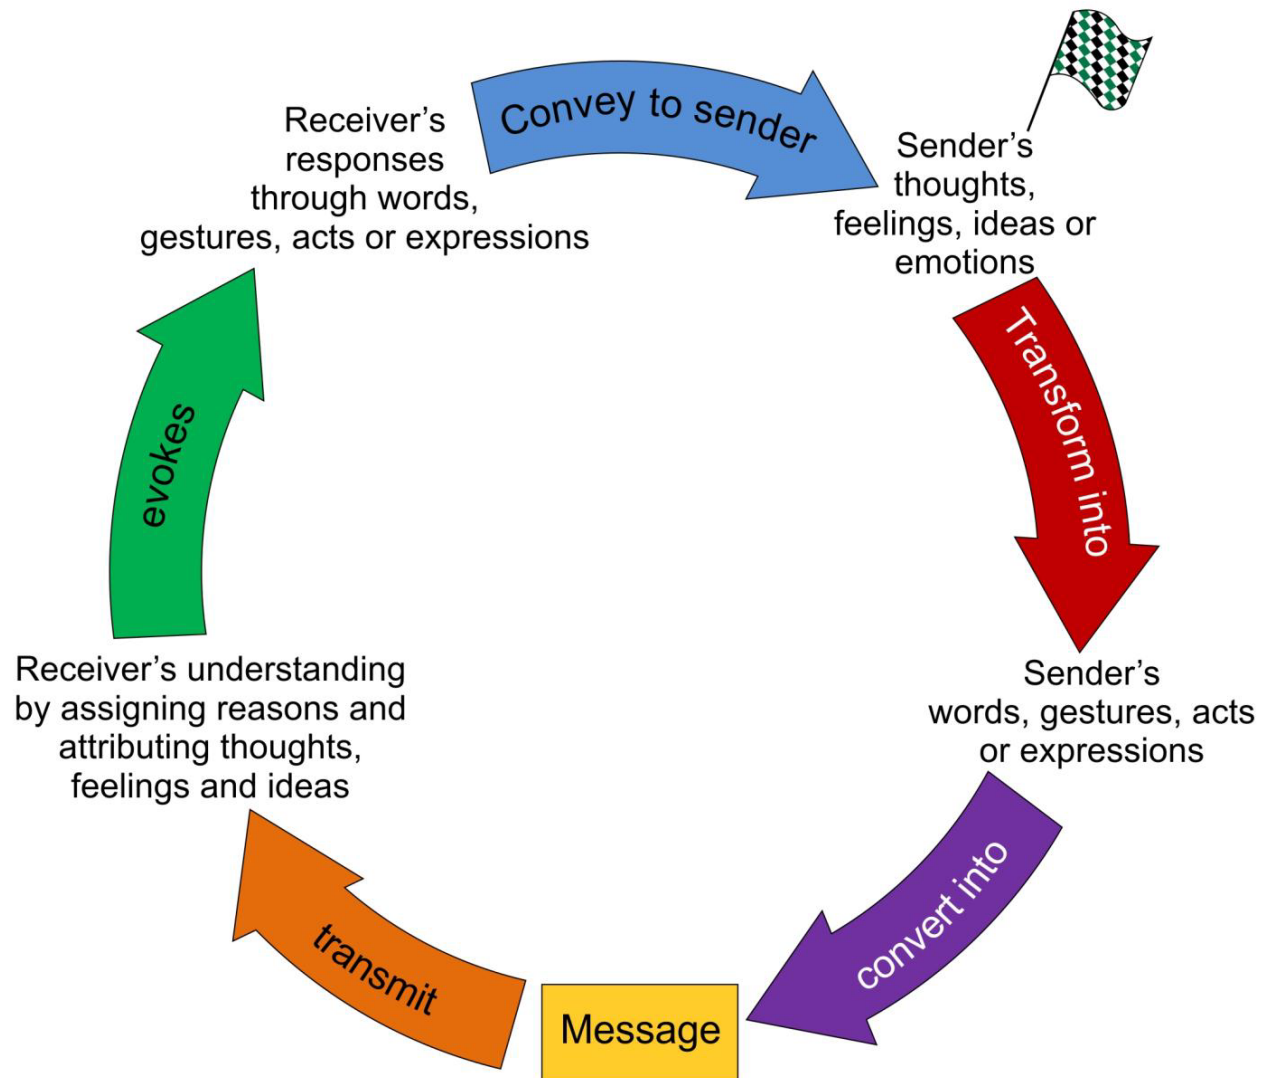 Convey to sender
Sender’s
thoughts,
feelings, ideas or
emotions
Transform into
Sender’s
words, gestures, acts
or expressions
convert into
Message
transmit
Receiver’s understanding
by assigning reasons and
attributing thoughts,
feelings and ideas
evokes
Receiver’s
responses
through words,
gestures, acts or expressions